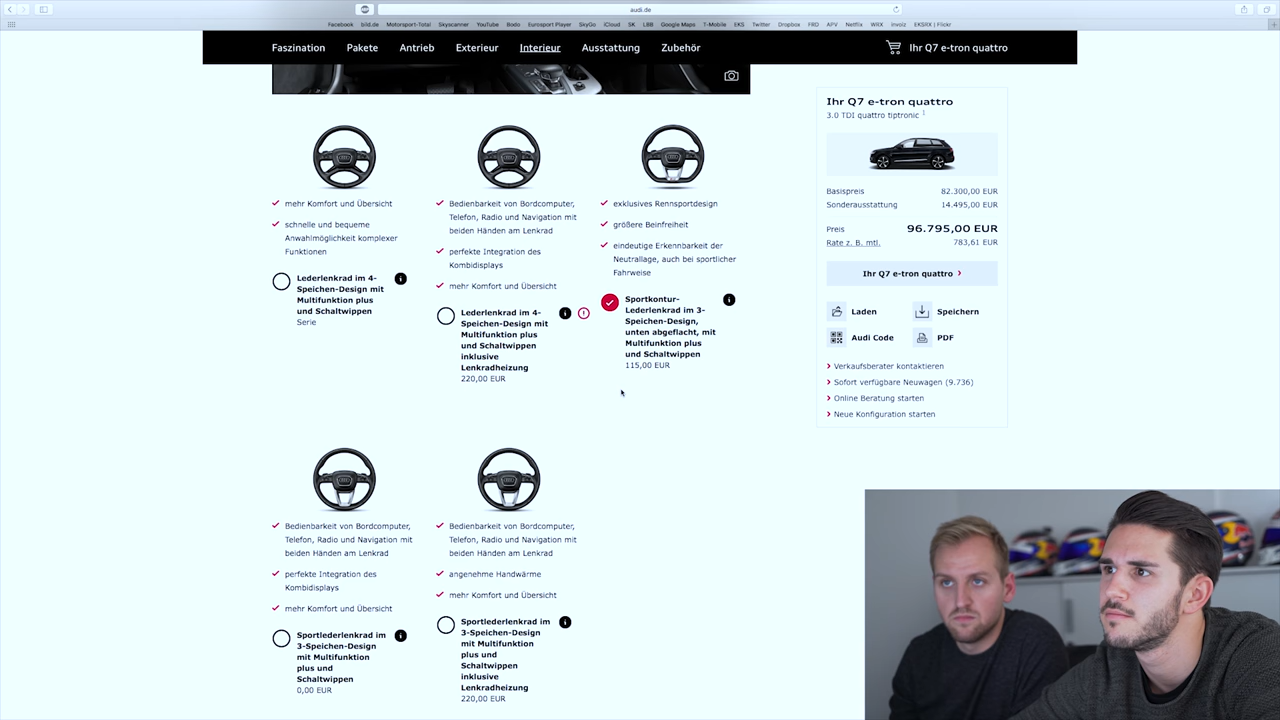 audi.de
Facebook bild.de Motorsport-Total Skyscanner YouTube Bodo Eurosport Player SkyGo iCloud SK LBB Google Maps T-Mobile EKS Twitter Dropbox FRD APV Netflix WRX invoiz EKSRX | Flickr
Faszination Pakete Antrieb Exterieur Interieur Ausstattung Zubehör Ihr Q7 e-tron quattro
mehr Komfort und Übersicht
schnelle und bequeme
Anwahlmöglichkeit komplexer
Funktionen
Lederlenkrad im 4-
Speichen-Design mit
Multifunktion plus
und Schaltwippen
Serie
Bedienbarkeit von Bordcomputer,
Telefon, Radio und Navigation mit
beiden Händen am Lenkrad
perfekte Integration des
Kombidisplays
mehr Komfort und Übersicht
Lederlenkrad im 4-
Speichen-Design mit
Multifunktion plus
und Schaltwippen
inklusive
Lenkradheizung
220,00 EUR
exklusives Rennsportdesign
größere Beinfreiheit
eindeutige Erkennbarkeit der
Neutrallage, auch bei sportlicher
Fahrweise
Sportkontur-
Lederlenkrad im 3-
Speichen-Design,
unten abgeflacht, mit
Multifunktion plus
und Schaltwippen
115,00 EUR
Bedienbarkeit von Bordcomputer,
Telefon, Radio und Navigation mit
beiden Händen am Lenkrad
perfekte Integration des
Kombidisplays
mehr Komfort und Übersicht
Sportlederlenkrad im
3-Speichen-Design
mit Multifunktion
plus und
Schaltwippen
0,00 EUR
Bedienbarkeit von Bordcomputer,
Telefon, Radio und Navigation mit
beiden Händen am Lenkrad
angenehme Handwärme
mehr Komfort und Übersicht
Sportlederlenkrad im
3-Speichen-Design
mit Multifunktion
plus und
Schaltwippen
inklusive
Lenkradheizung
220,00 EUR
Ihr Q7 e-tron quattro
3.0 TDI quattro tiptronic 1
Basispreis 82.300,00 EUR
Sonderausstattung 14.495,00 EUR
Preis 96.795,00 EUR
Rate z. B. mtl. 783,61 EUR
Ihr Q7 e-tron quattro
Laden Speichern
Audi Code PDF
Verkaufsberater kontaktieren
Sofort verfügbare Neuwagen (9.736)
Online Beratung starten
Neue Konfiguration starten